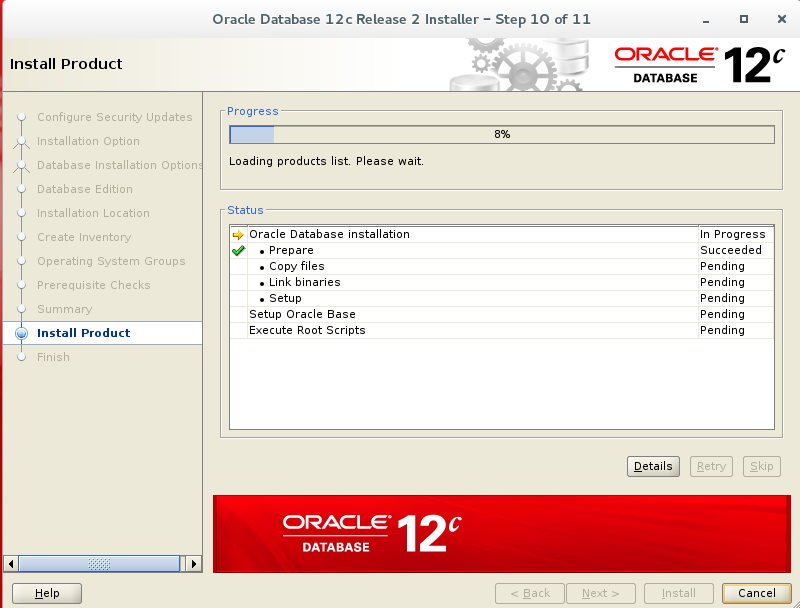 Oracle Database 12c Release 2 Installer – Step 10 of 11
Install Product
ORACLE
DATABASE
12c
Configure Security Updates
Installation Option
Database Installation Options
Database Edition
Installation Location
Create Inventory
Operating System Groups
Prerequisite Checks
Summary
Install Product
Finish
Progress
8%
Loading products list. Please wait.
Status
Oracle Database installation In Progress
• Prepare Succeeded
• Copy files Pending
• Link binaries Pending
• Setup Pending
Setup Oracle Base Pending
Execute Root Scripts Pending
Details Retry Skip
ORACLE
DATABASE
12c
Help < Back Next > Install Cancel